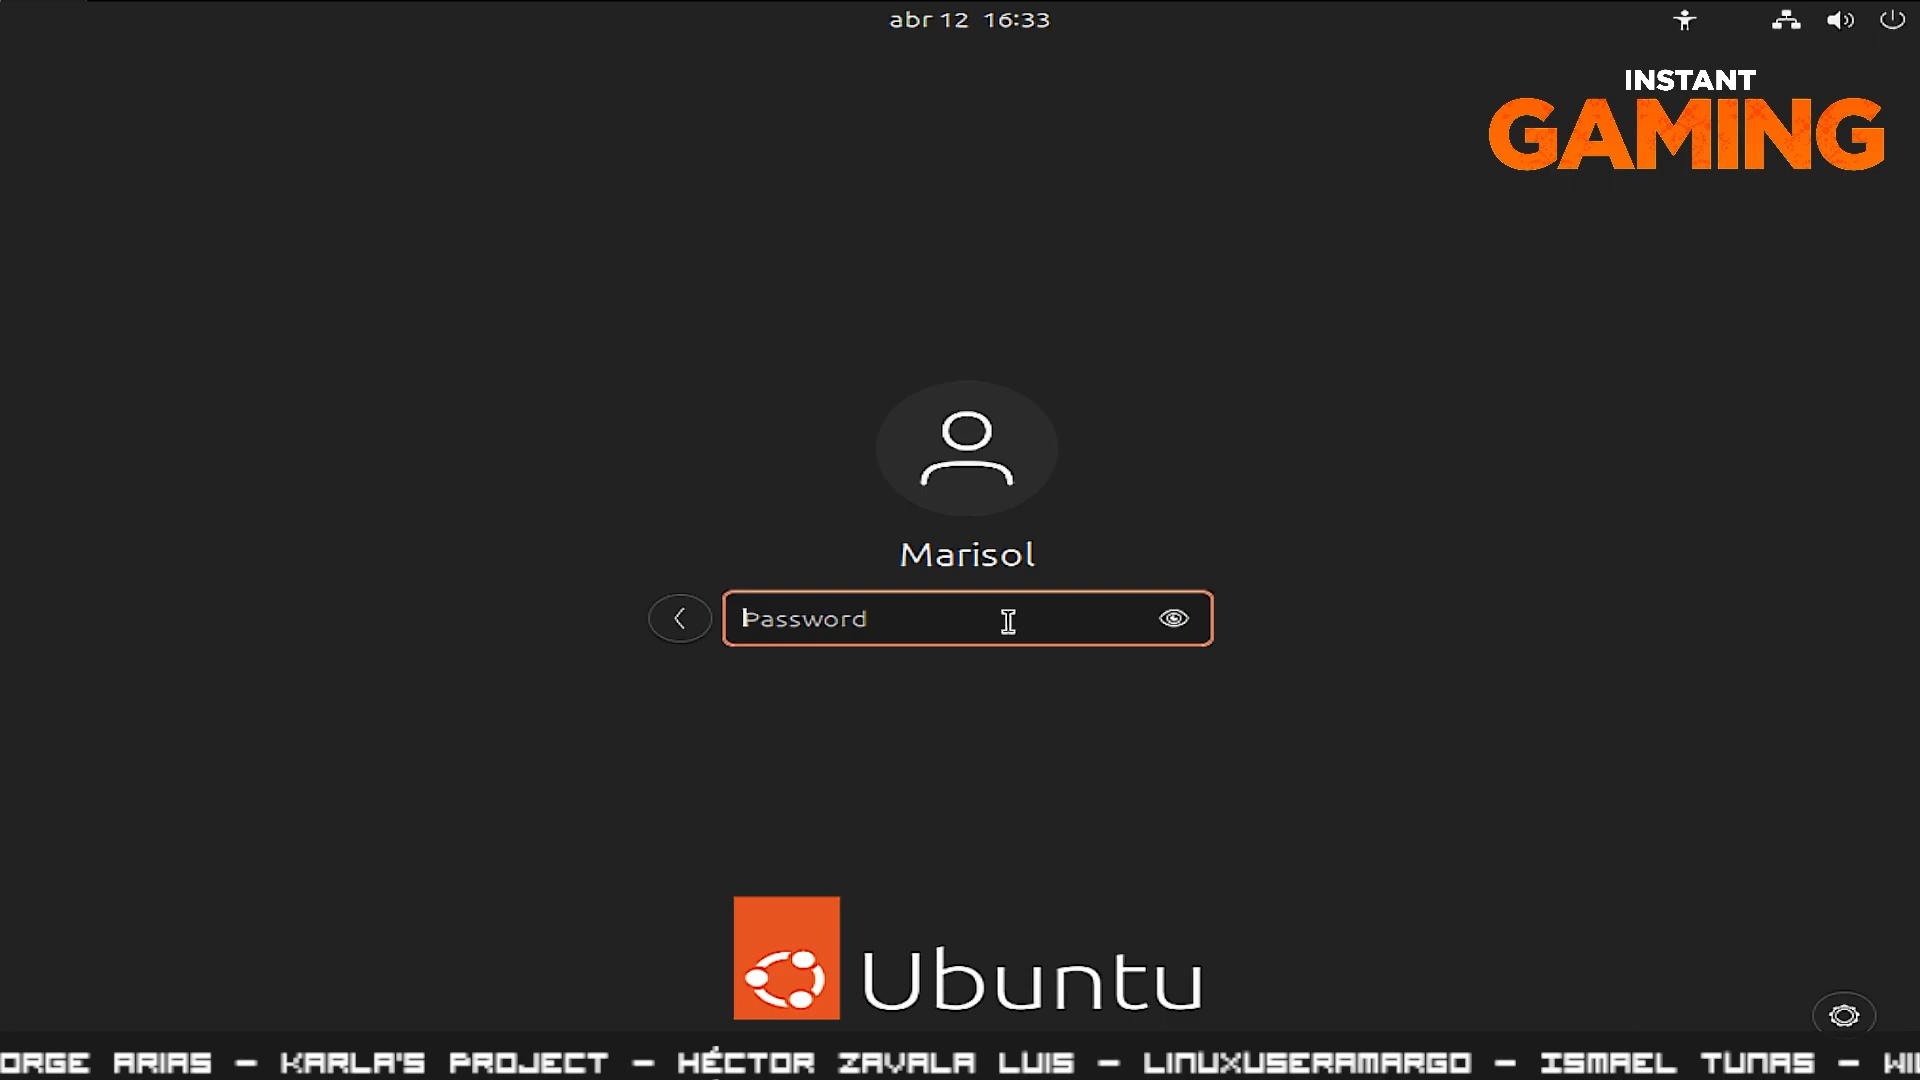 abr 12 16:33
INSTANT
GAMING
Marisol
Password
Ubuntu
ORGE ARIAS - KARLA'S PROJECT - HÉCTOR ZAVALA LUIS - LINUXUSERAMARGO - ISMAEL TUNAS - WI